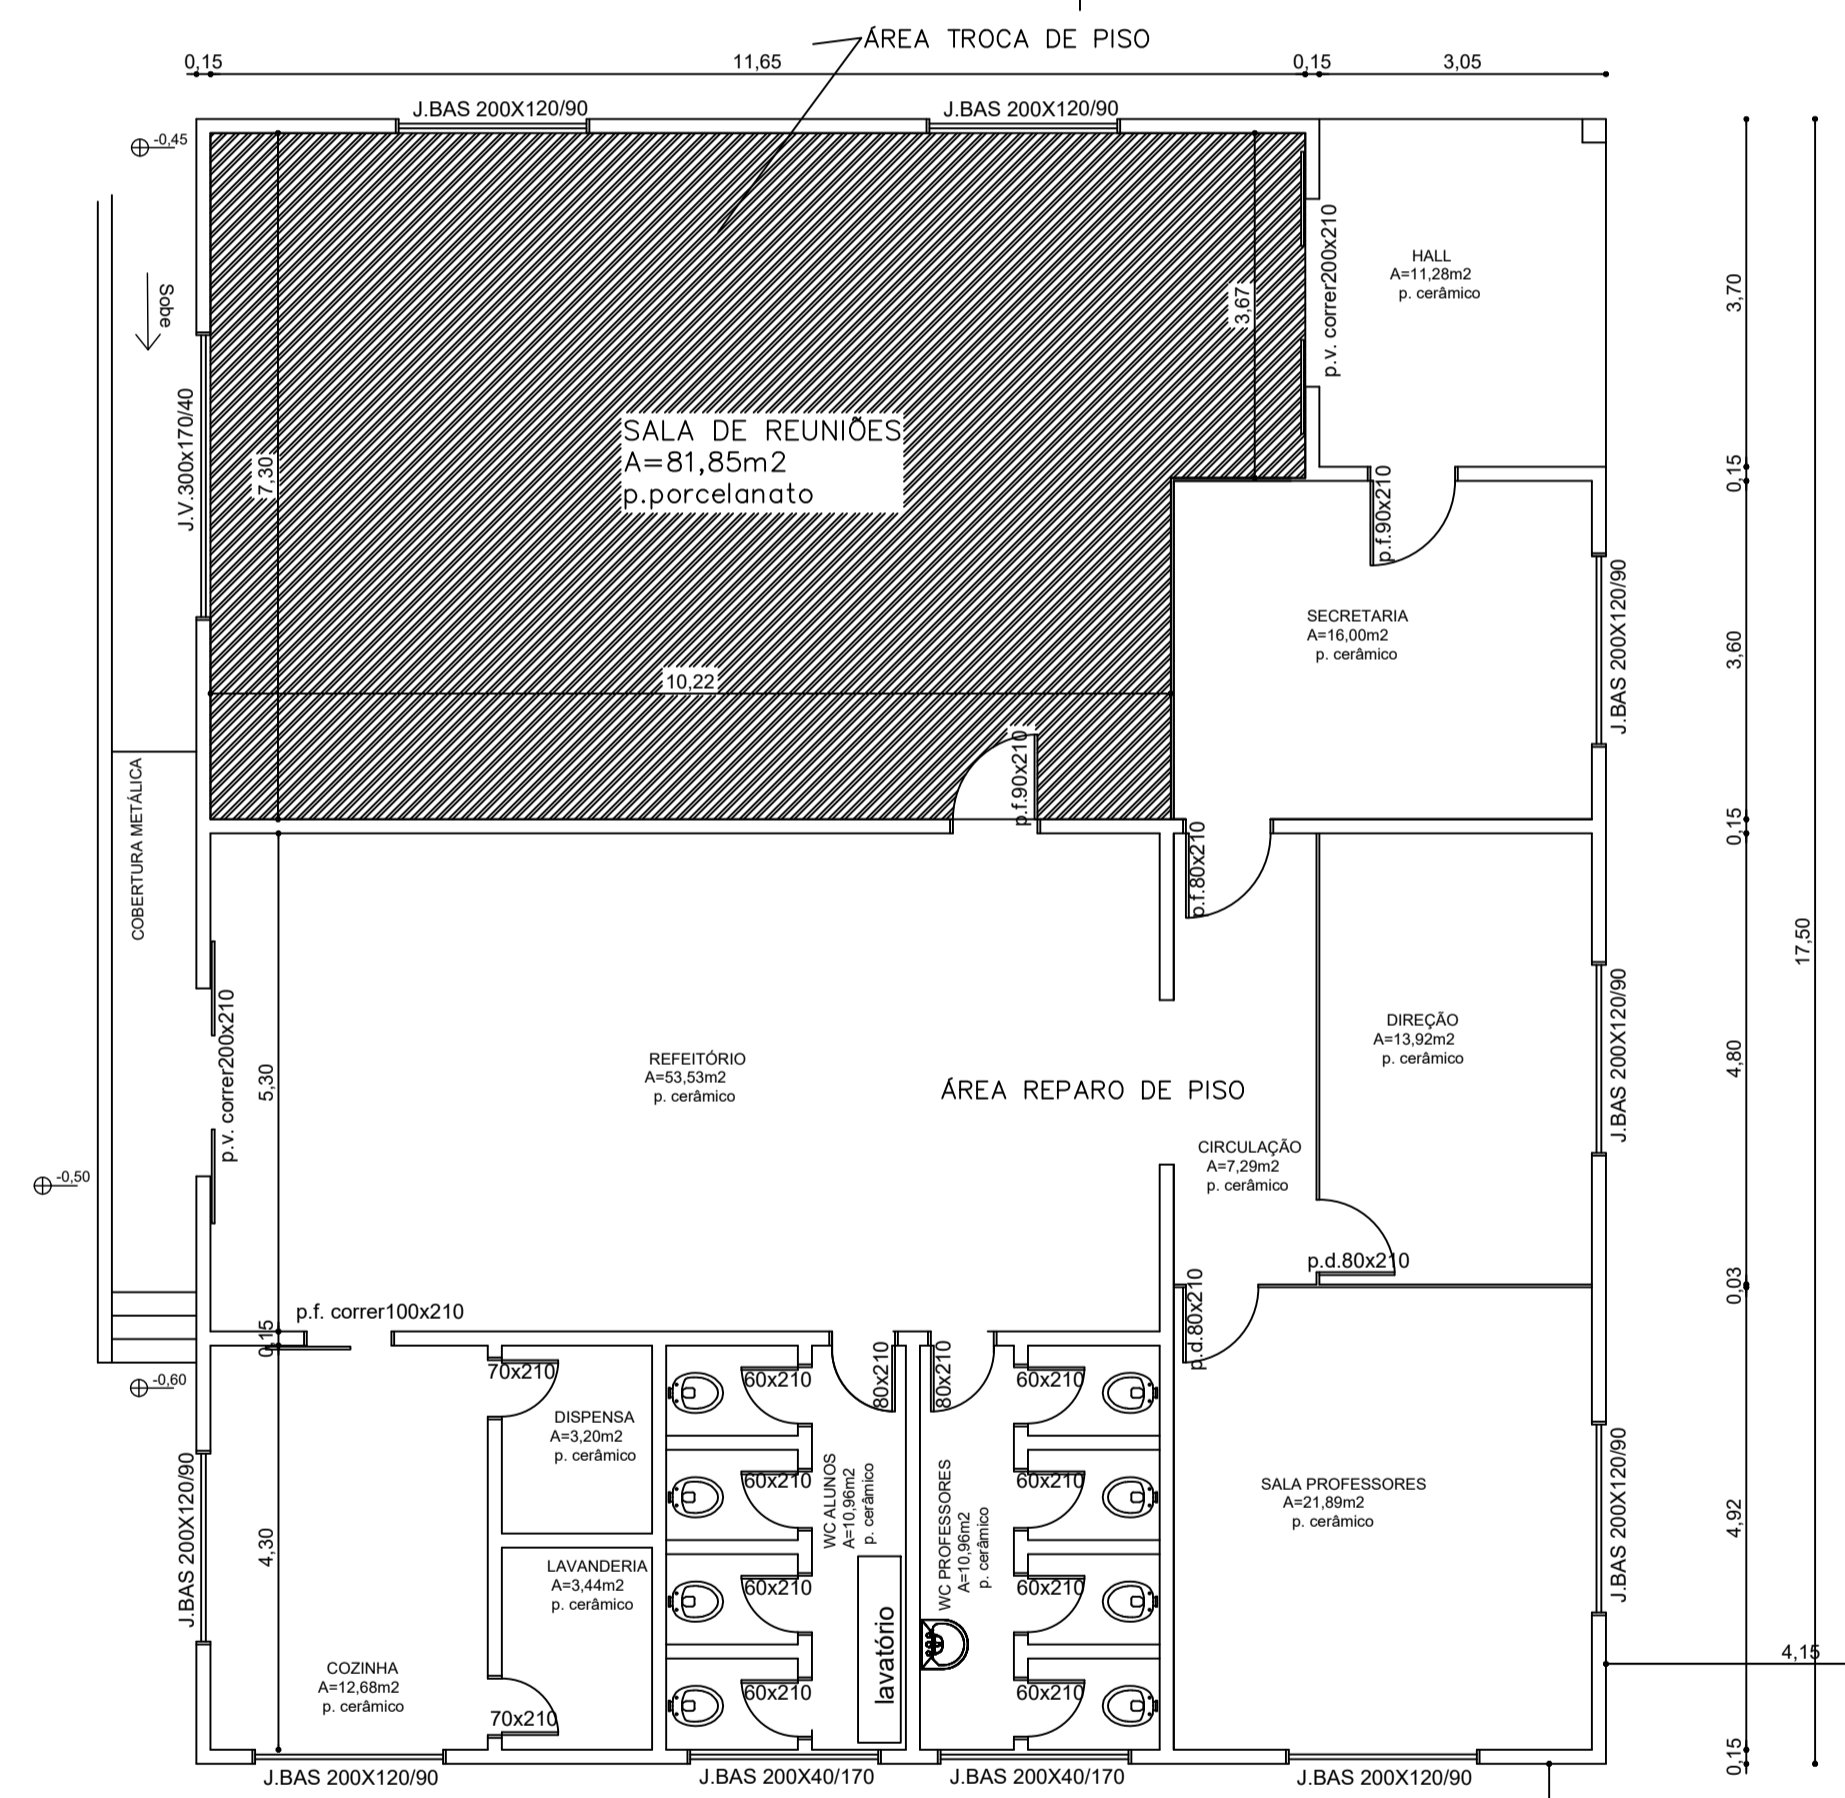 ÁREA TROCA DE PISO
0,15
11,65
0,15
3,05
J.BAS 200X120/90
J.BAS 200X120/90
-0,45
Sobe
J.V.300x170/40
7,30
3,67
p.v. correr200x210
HALL
A=11,28m2
p. cerâmico
3,70
SALA DE REUNIÕES
A=81,85m2
p.porcelanato
0,15
p.f.90x210
SECRETARIA
A=16,00m2
p. cerâmico
J.BAS 200X120/90
3,60
10,22
p.f.90x210
COBERTURA METÁLICA
p.f.80x210
0,15
17,50
p.v. correr200x210
5,30
REFEITÓRIO
A=53,53m2
p. cerâmico
ÁREA REPARO DE PISO
DIREÇÃO
A=13,92m2
p. cerâmico
J.BAS 200X120/90
4,80
CIRCULAÇÃO
A=7,29m2
p. cerâmico
-0,50
p.d.80x210
0,03
p.f. correr100x210
0,15
p.d.80x210
-0,60
70x210
60x210
80x210
80x210
60x210
DISPENSA
A=3,20m2
p. cerâmico
60x210
60x210
WC ALUNOS
A=10,96m2
p. cerâmico
WC PROFESSORES
A=10,96m2
p. cerâmico
SALA PROFESSORES
A=21,89m2
p. cerâmico
J.BAS 200X120/90
4,92
J.BAS 200X120/90
4,30
LAVANDERIA
A=3,44m2
p. cerâmico
60x210
60x210
lavatório
COZINHA
A=12,68m2
p. cerâmico
70x210
60x210
60x210
4,15
0,15
J.BAS 200X120/90
J.BAS 200X40/170
J.BAS 200X40/170
J.BAS 200X120/90